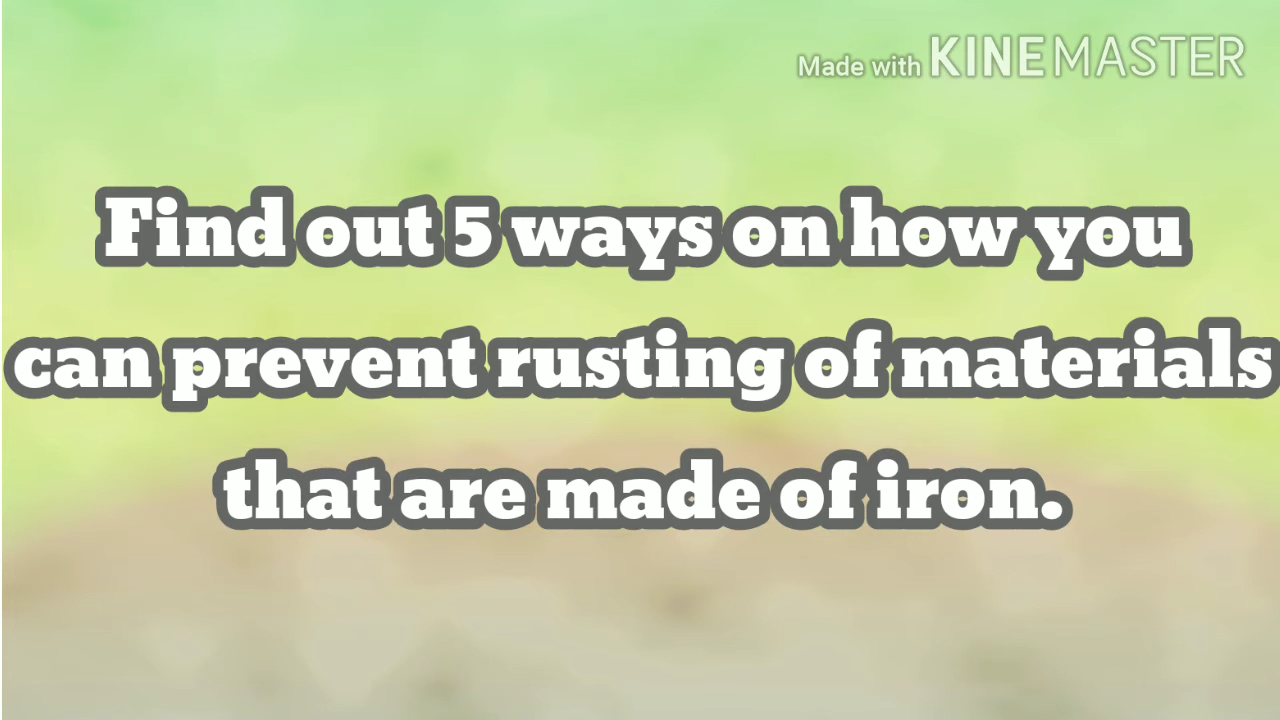 Made with KINEMASTER
Find out 5 ways on how you
can prevent rusting of materials
that are made of iron.